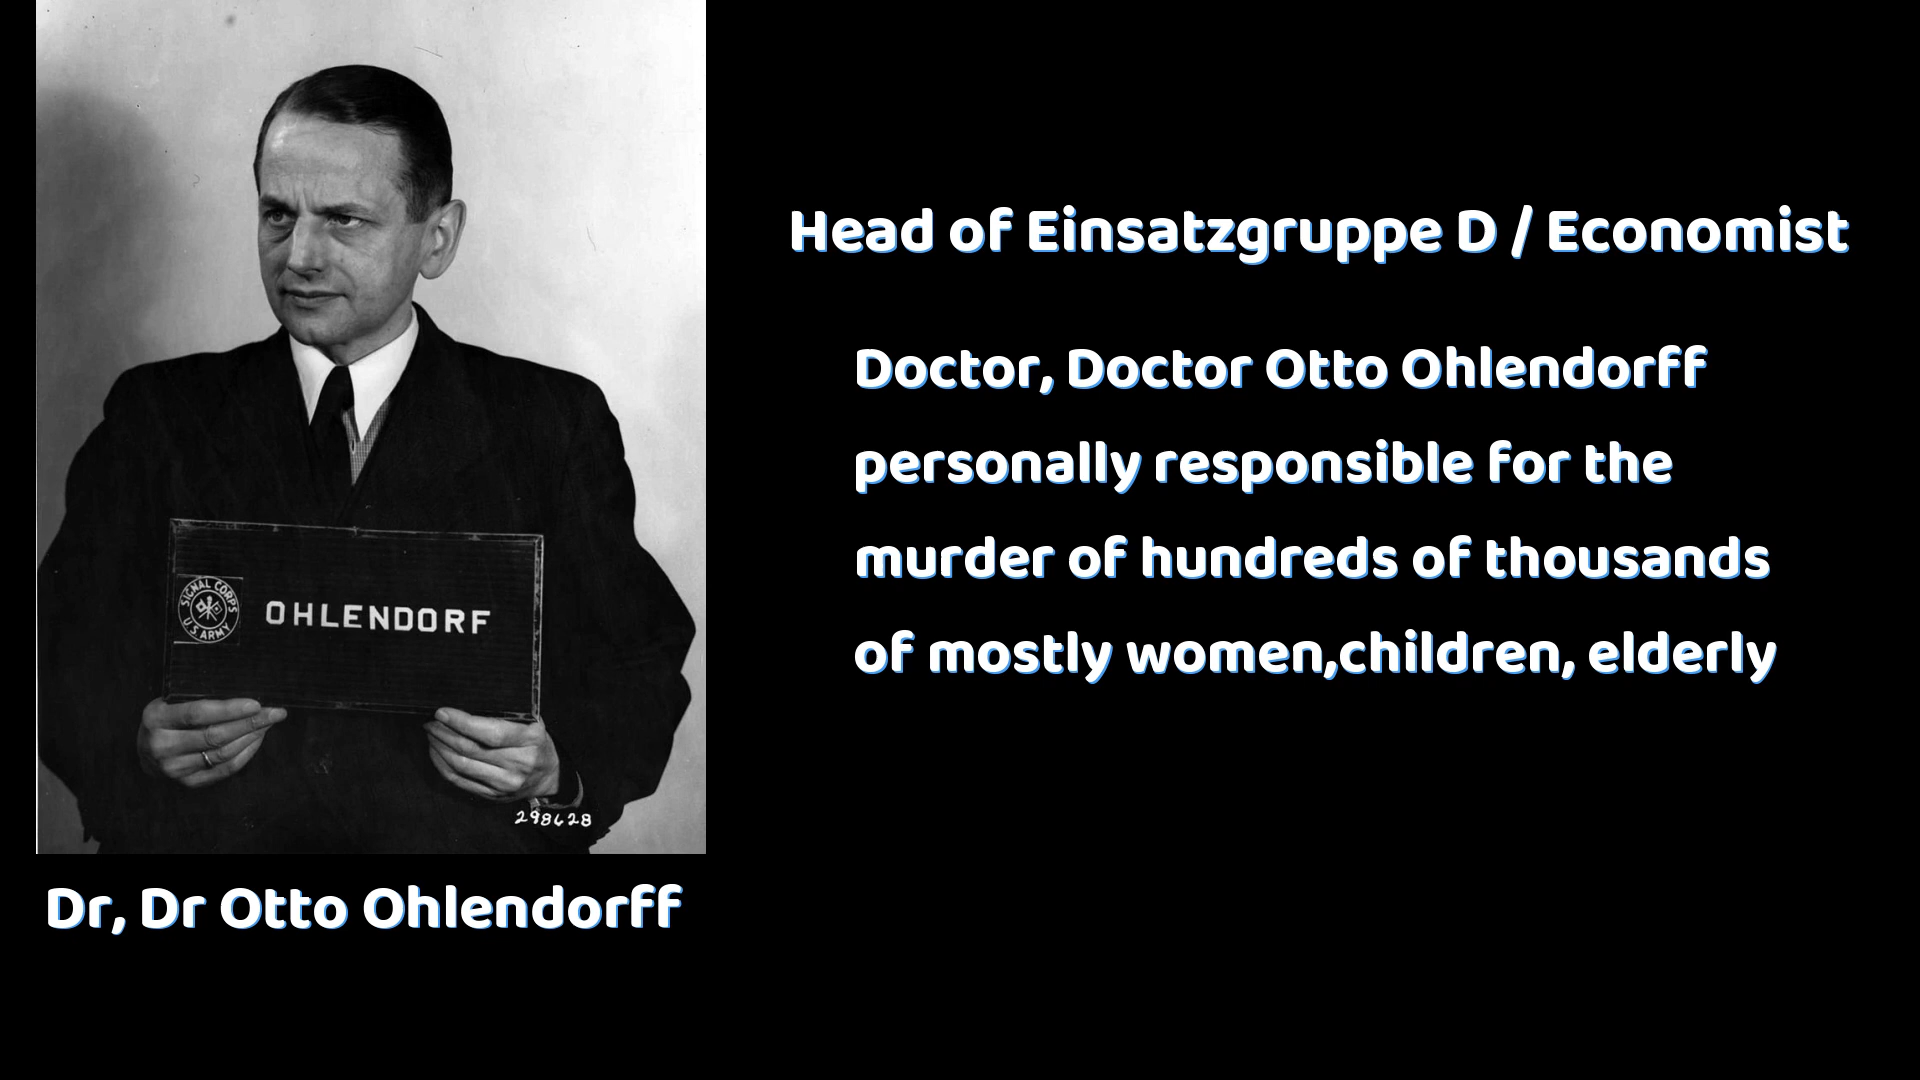 Head of Einsatzgruppe D / Economist
Doctor, Doctor Otto Ohlendorff
personally responsible for the
murder of hundreds of thousands
of mostly women,children, elderly
SIGNAL CORPS
U.S. ARMY
OHLENDORF
298628
Dr, Dr Otto Ohlendorff